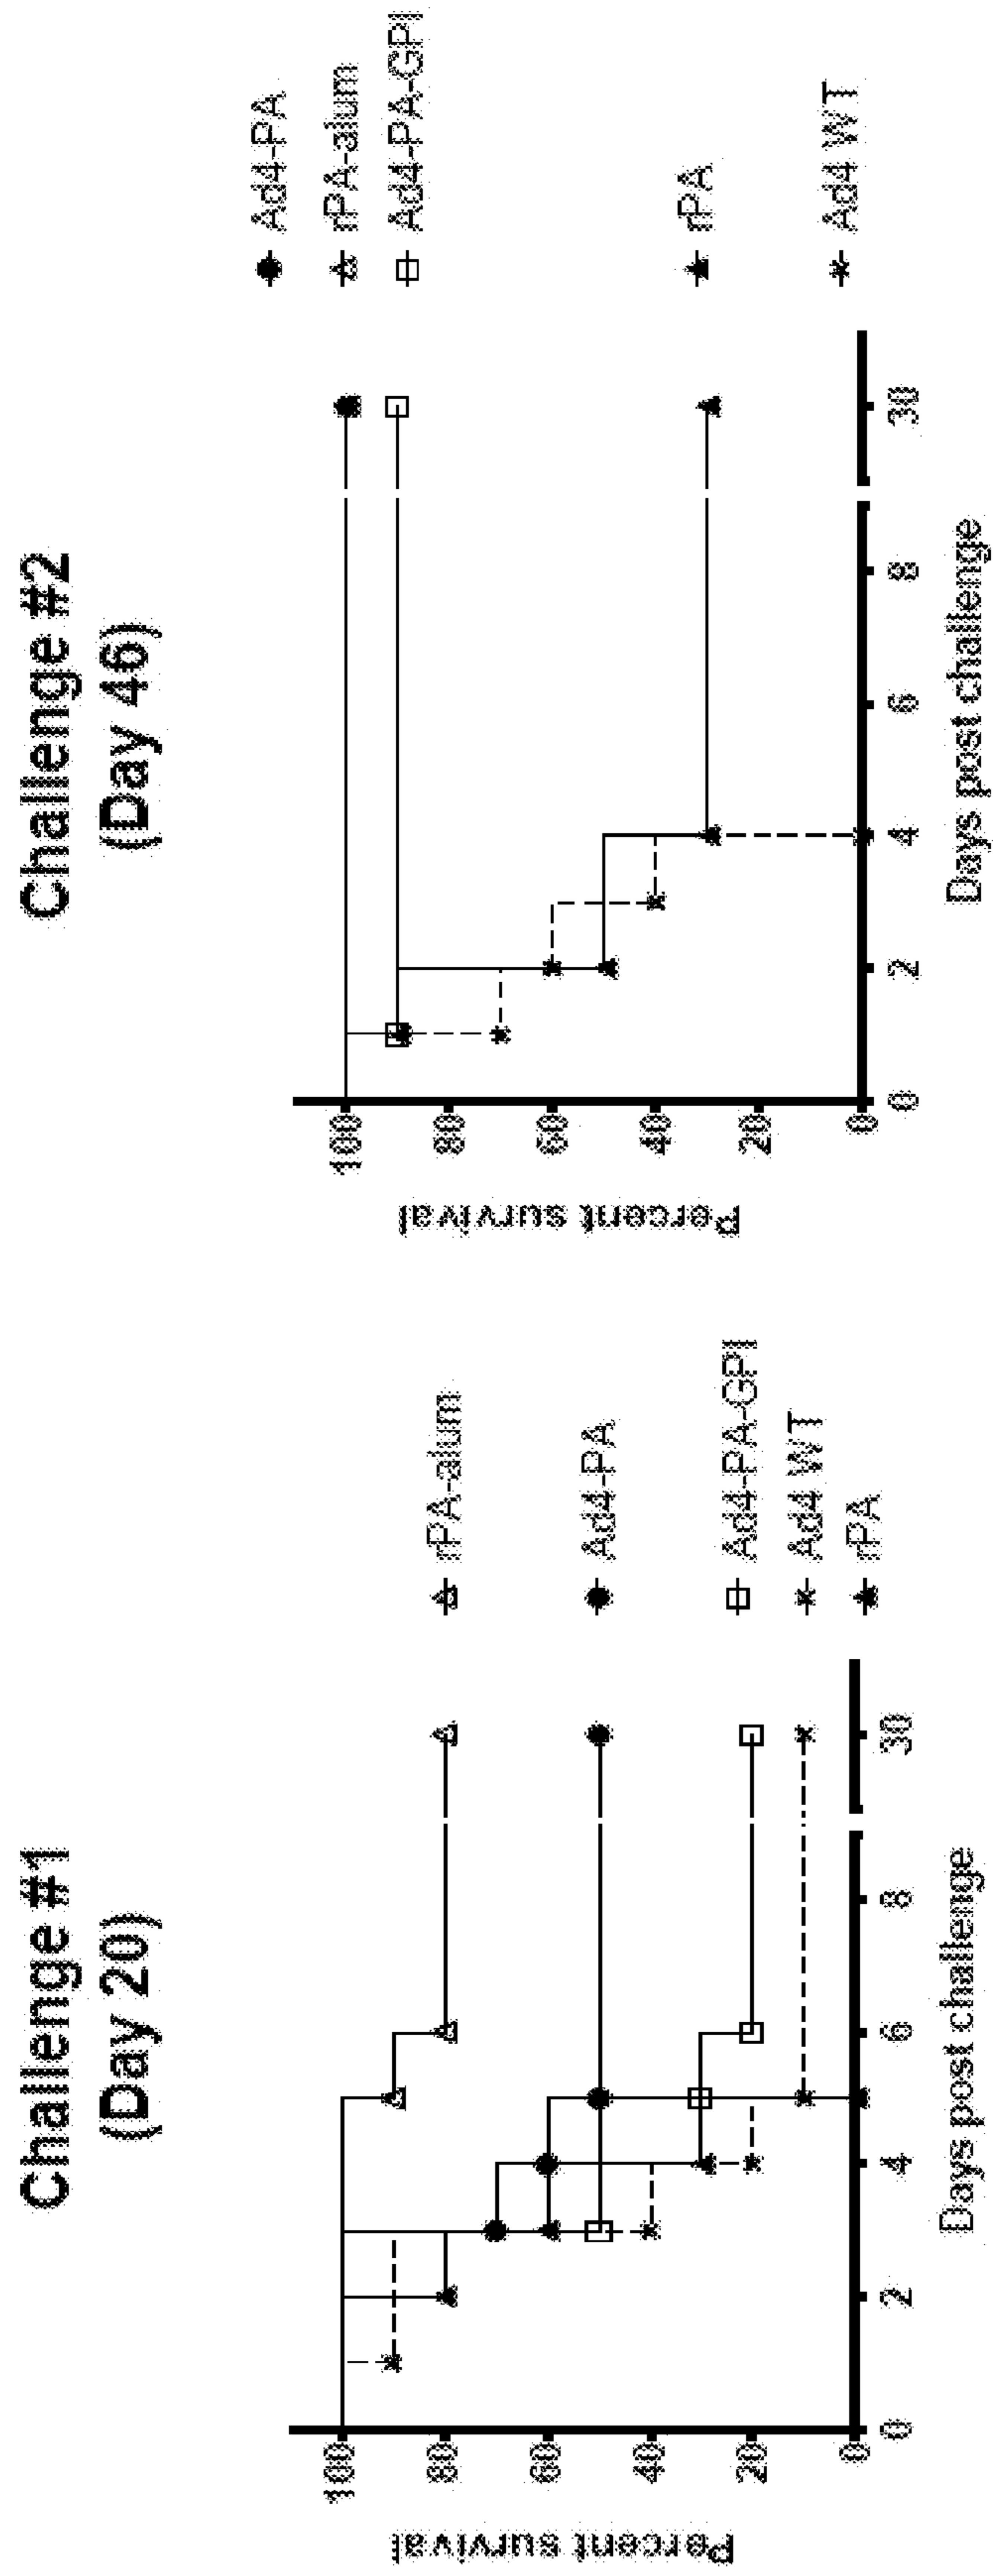 Challenge #1
(Day 20)
Percent survival
100
80
60
40
20
0
0
2
4
6
8
30
Days post challenge
rPA-alum
Ad4-PA
Ad4-PA-GPI
Ad4 WT
rPA
Challenge #2
(Day 46)
Percent survival
100
80
60
40
20
0
0
2
4
6
8
30
Days post challenge
Ad4-PA
rPA-alum
Ad4-PA-GPI
rPA
Ad4 WT